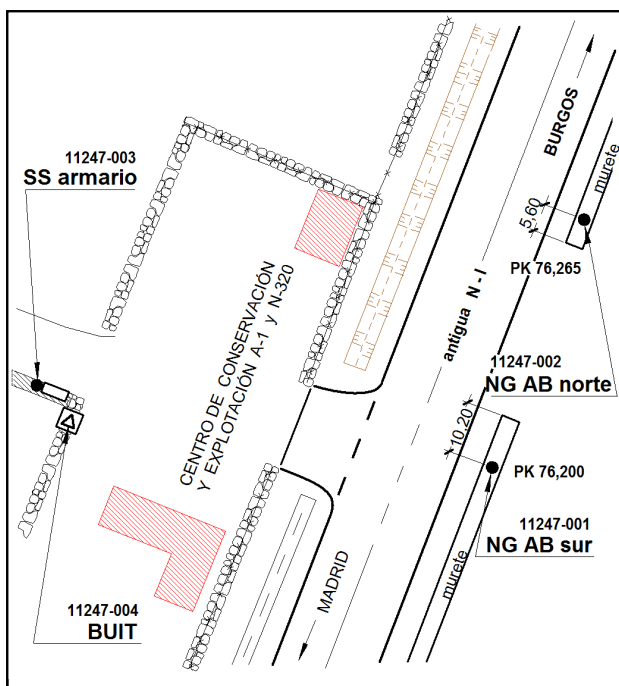 11247-003
SS armario
BURGOS
murete
5,60
PK 76,265
antigua N-I
11247-002
NG AB norte
CENTRO DE CONSERVACIÓN
Y EXPLOTACIÓN A-1 y N-320
10,20
PK 76,200
11247-001
NG AB sur
murete
MADRID
11247-004
BUIT